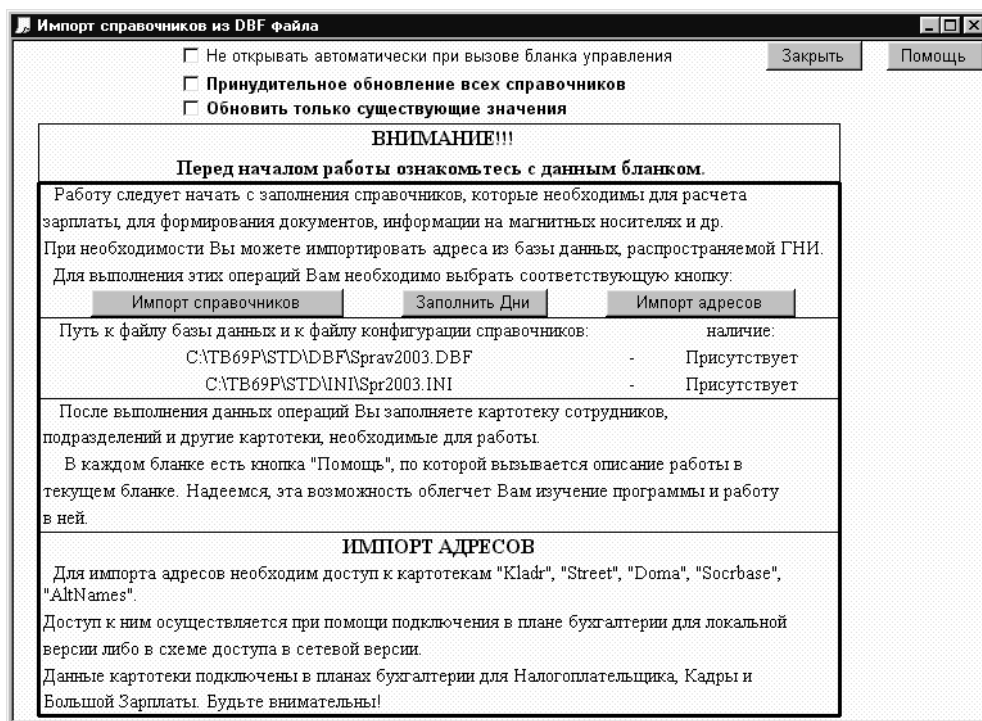 Импорт справочников из DBF файла
Не открывать автоматически при вызове бланка управления
Закрыть
Помощь
Принудительное обновление всех справочников
Обновить только существующие значения
ВНИМАНИЕ!!!
Перед началом работы ознакомьтесь с данным бланком.
Работу следует начать с заполнения справочников, которые необходимы для расчета
зарплаты, для формирования документов, информации на магнитных носителях и др.
При необходимости Вы можете импортировать адреса из базы данных, распространяемой ГНИ.
Для выполнения этих операций Вам необходимо выбрать соответствующую кнопку:
Импорт справочников
Заполнить Дни
Импорт адресов
Путь к файлу базы данных и к файлу конфигурации справочников: наличие:
C:\TB69P\STD\DBF\Sprav2003.DBF - Присутствует
C:\TB69P\STD\INI\Spr2003.INI - Присутствует
После выполнения данных операций Вы заполняете картотеку сотрудников,
подразделений и другие картотеки, необходимые для работы.
В каждом бланке есть кнопка "Помощь", по которой вызывается описание работы в
текущем бланке. Надеемся, эта возможность облегчет Вам изучение программы и работу
в ней.
ИМПОРТ АДРЕСОВ
Для импорта адресов необходим доступ к картотекам "Kladr", "Street", "Doma", "Socrbase",
"AltNames".
Доступ к ним осуществляется при помощи подключения в плане бухгалтерии для локальной
версии либо в схеме доступа в сетевой версии.
Данные картотеки подключены в планах бухгалтерии для Налогоплательщика, Кадры и
Большой Зарплаты. Будьте внимательны!